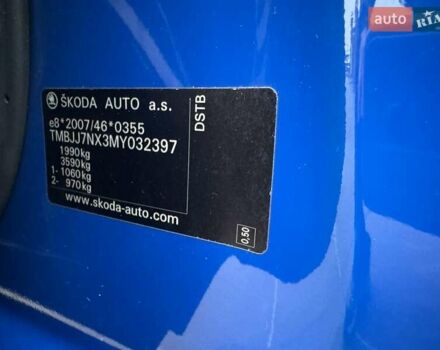 AUTO RIA
ŠKODA AUTO a.s.
e8*2007/46*0355
TMBJJ7NX3MY032397
1990kg
3590kg
1- 1060kg
2- 970kg
www.skoda-auto.com
DSTB
0,50